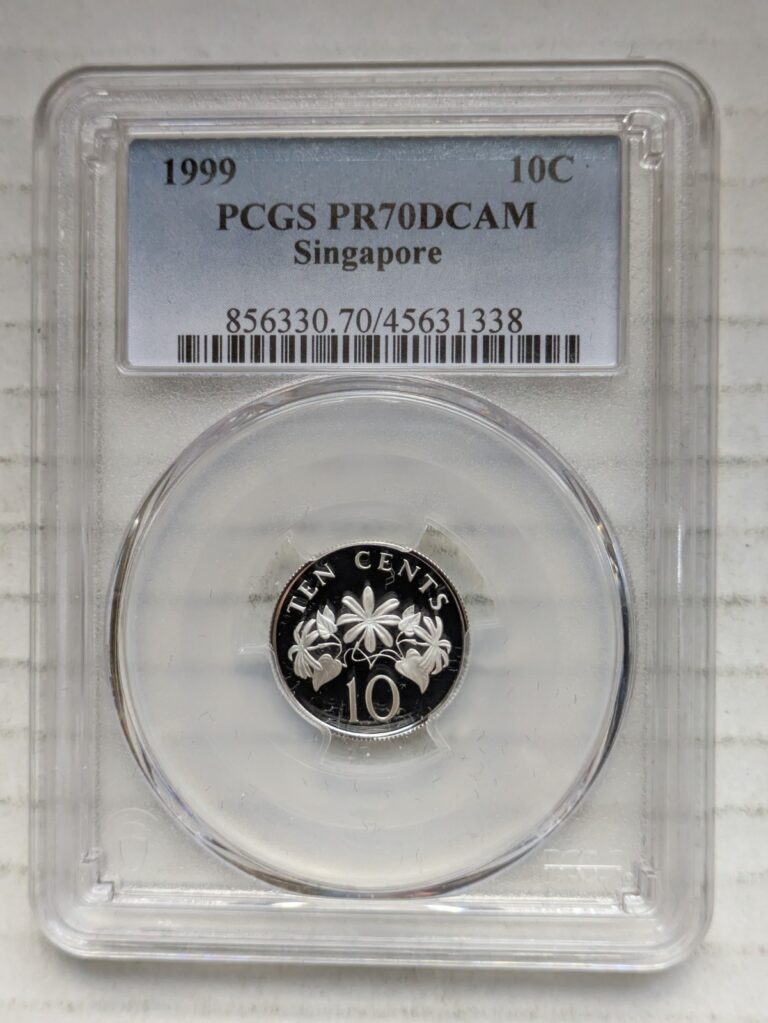 1999 10C
PCGS PR70DCAM
Singapore
856330.70/45631338
TEN CENTS
10